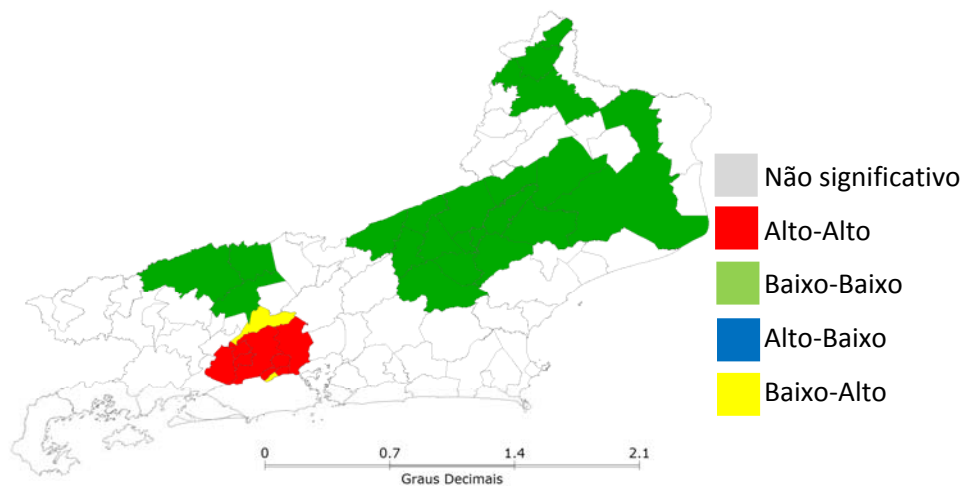 Não significativo
Alto-Alto
Baixo-Baixo
Alto-Baixo
Baixo-Alto
0 0.7 1.4 2.1
Graus Decimais